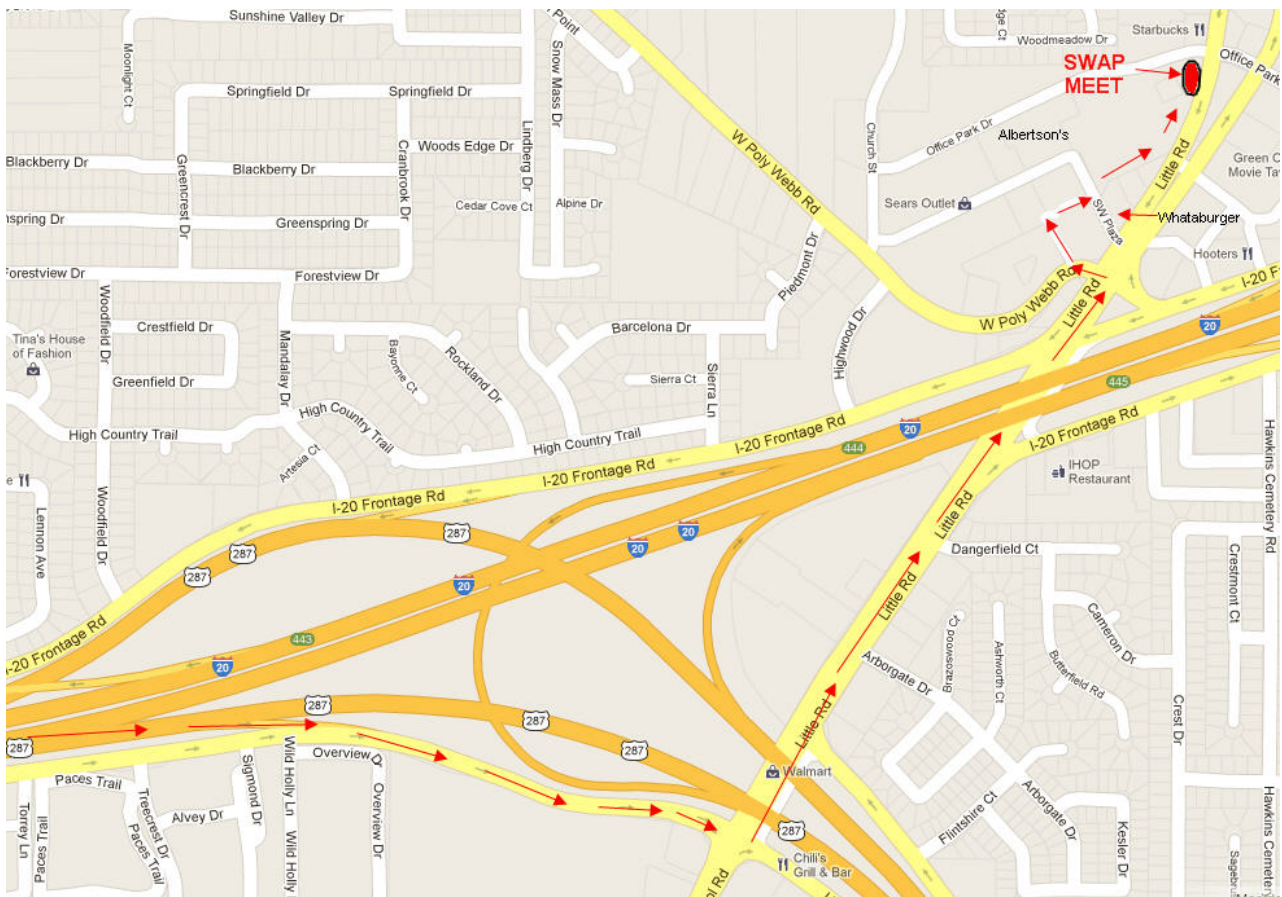 Sunshine Valley Dr
Point
Woodmeadow Dr
Starbucks
SWAP
MEET
Office Park
Moonlight Ct
Snow Mass Dr
Springfield Dr
Springfield Dr
Lindberg Dr
Church St
Office Park Dr
Albertson's
Little Rd
Woods Edge Dr
Blackberry Dr
Blackberry Dr
Greencrest Dr
Cranbrook Dr
W Poly Webb Rd
Green
Movie
Cedar Cove Ct
Alpine Dr
Sears Outlet
SW Plaza
Whataburger
Greenspring Dr
Piedmont Dr
Hooters
Forestview Dr
Forestview Dr
W Poly Webb Rd
W Poly Webb Rd
Little Rd
I-20
20
Woodfield Dr
Crestfield Dr
Mandalay Dr
Barcelona Dr
Highwood Dr
Tina's House
of Fashion
Bayonne Ct
Rockland Dr
Sierra Ct
Sierra Ln
Greenfield Dr
445
High Country Trail
High Country Trail
High Country Trail
Artesia Ct
I-20 Frontage Rd
20
444
I-20 Frontage Rd
Hawkins Cemetery Rd
I-20 Frontage Rd
I-20 Frontage Rd
IHOP
Restaurant
Lennon Ave
Woodfield Dr
287
287
287
20
20
Little Rd
Dangerfield Ct
Crestmont Ct
20
Little Rd
Cameron Dr
I-20 Frontage Rd
443
20
Brazoswood Ct
Ashworth Ct
Butterfield Rd
Arborgate Dr
Crest Dr
287
287
287
287
Little Rd
Wild Holly Ln
Overview Dr
Sigmond Dr
Walmart
Paces Trail
Treecrest Dr
Alvey Dr
Overview Dr
Torrey Ln
Paces Trail
Paces Trail
Wild Holly
287
Flintshire Ct
Arborgate Dr
Kesler Dr
Hawkins Cemetery
Chili's
Grill & Bar
Rd